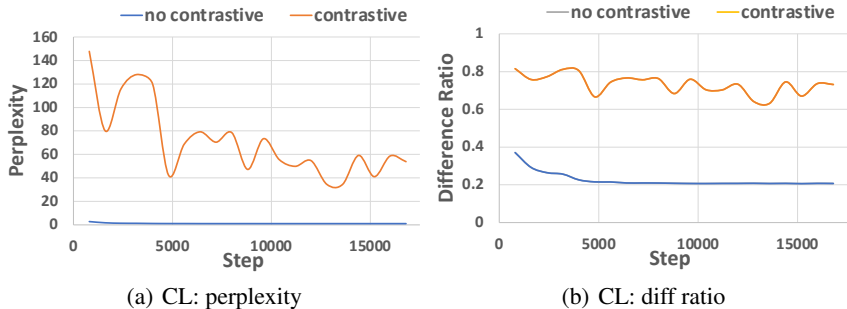 no contrastive contrastive
160
140
120
100
80
60
40
20
0
Perplexity
0 5000 10000 15000
Step
(a) CL: perplexity
no contrastive contrastive
1
0.8
0.6
0.4
0.2
0
Difference Ratio
0 5000 10000 15000
Step
(b) CL: diff ratio